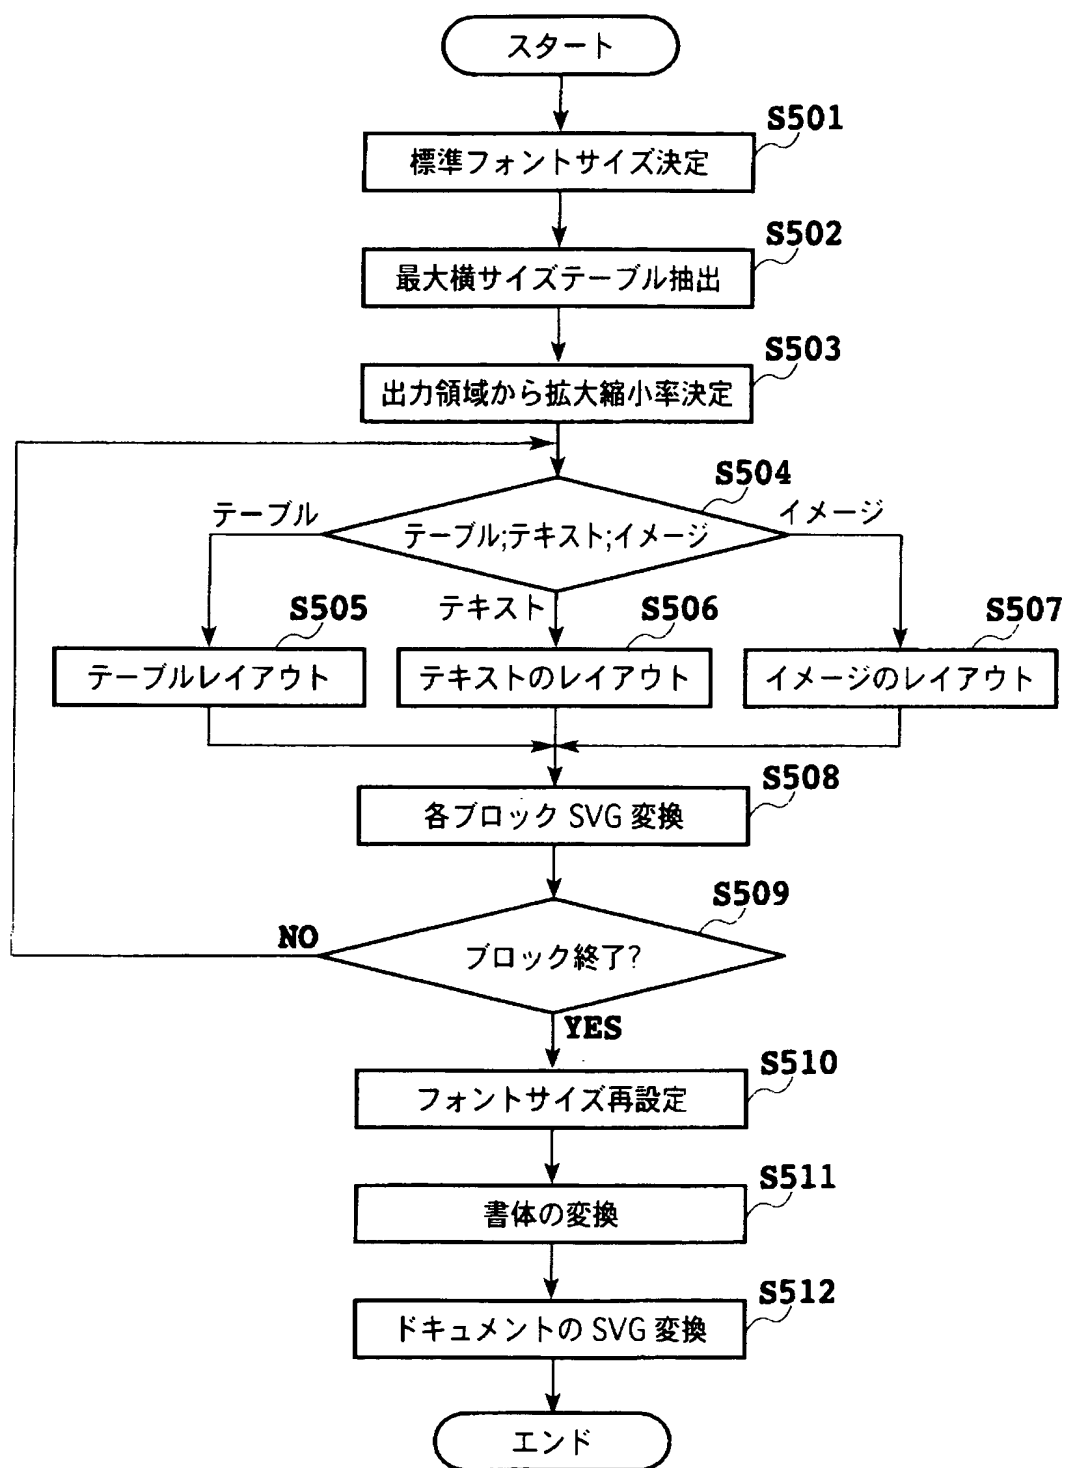 スタート
S501
標準フォントサイズ決定
S502
最大横サイズテーブル抽出
S503
出力領域から拡大縮小率決定
S504
テーブル
テーブル;テキスト;イメージ
イメージ
テキスト
S505
テーブルレイアウト
S506
テキストのレイアウト
S507
イメージのレイアウト
S508
各ブロック SVG 変換
S509
ブロック終了?
NO
YES
S510
フォントサイズ再設定
S511
書体の変換
S512
ドキュメントの SVG 変換
エンド